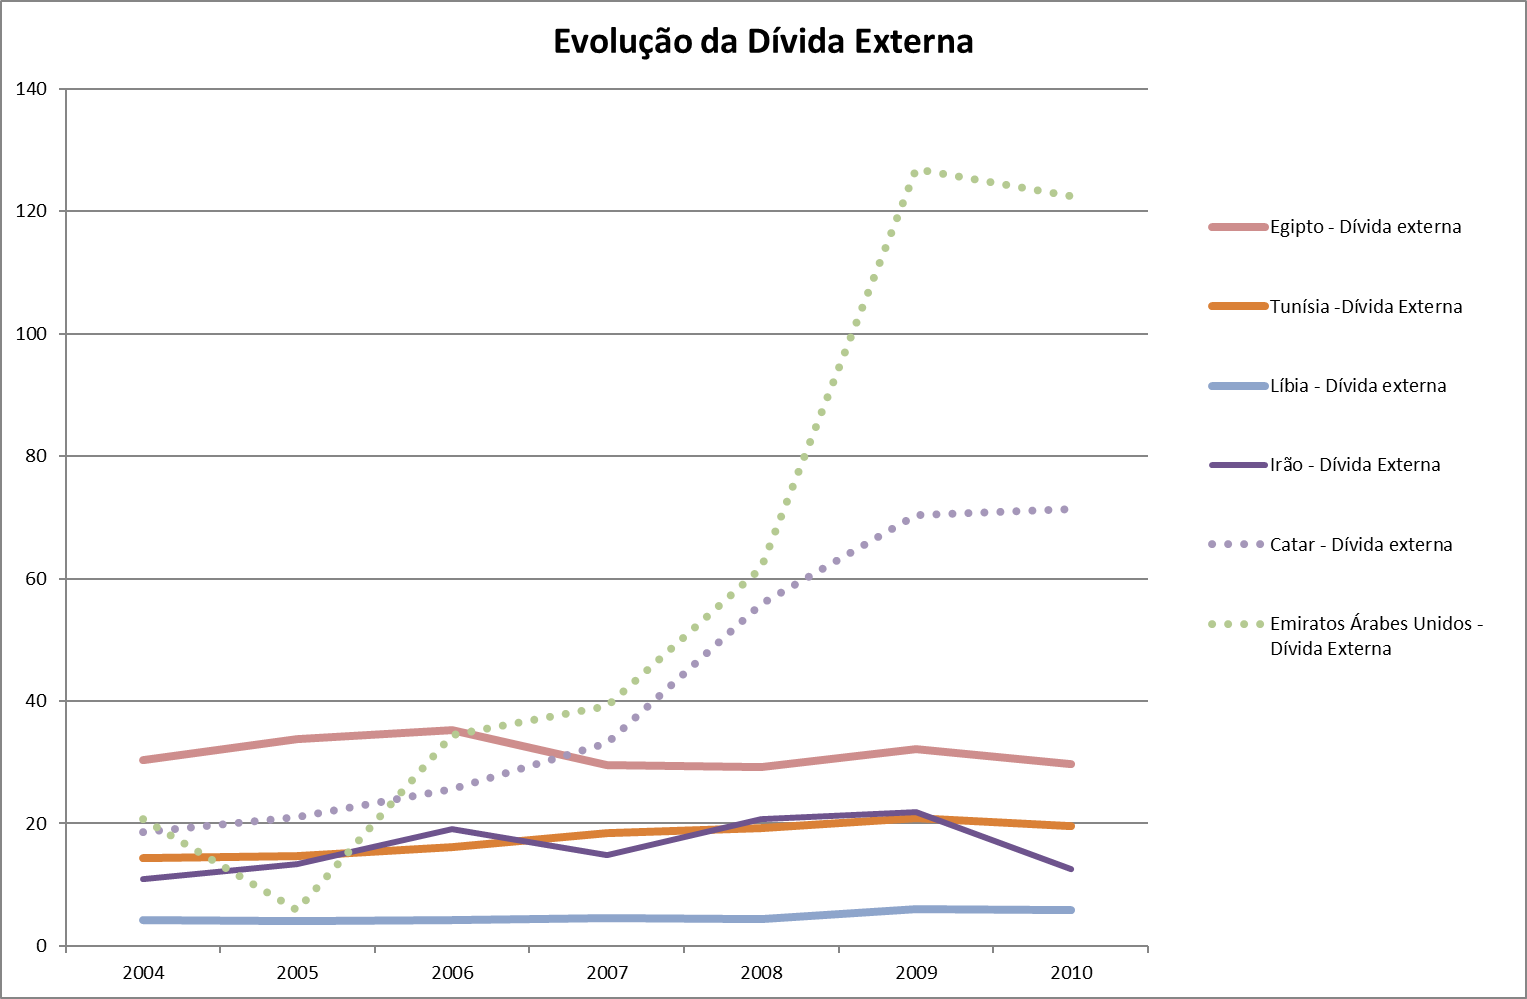 Evolução da Dívida Externa
140
120
100
80
60
40
20
0
2004 2005 2006 2007 2008 2009 2010
Egipto - Dívida externa
Tunísia -Dívida Externa
Líbia - Dívida externa
Irão - Dívida Externa
Catar - Dívida externa
Emiratos Árabes Unidos -
Dívida Externa